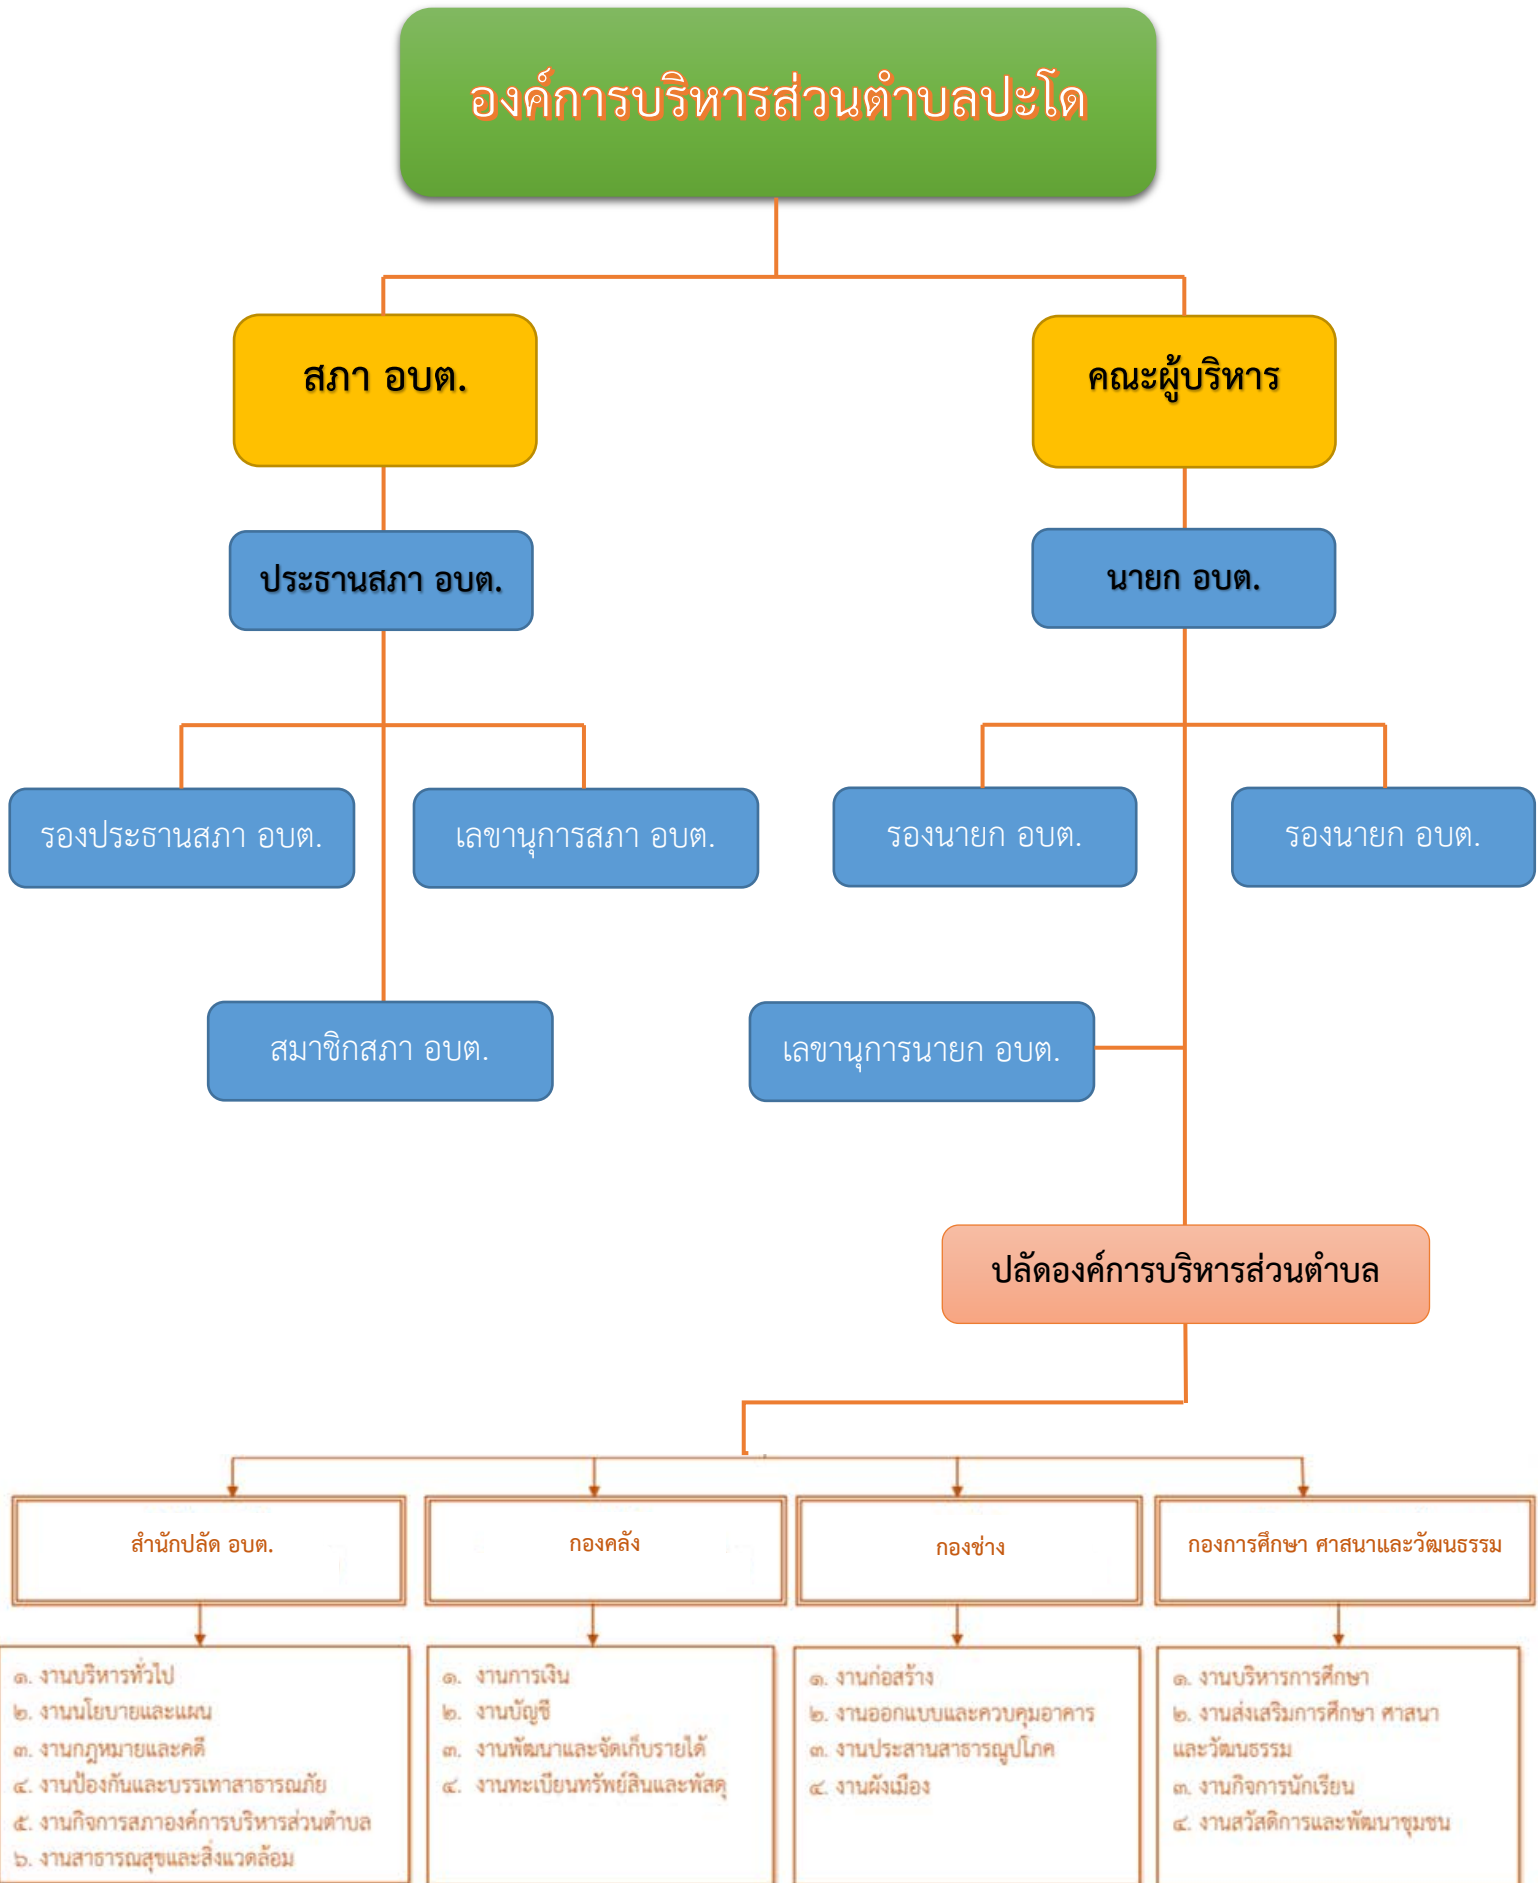 องค์การบริหารส่วนตำบลปะโด
สภา อบต.
คณะผู้บริหาร
ประธานสภา อบต.
นายก อบต.
รองประธานสภา อบต.
เลขานุการสภา อบต.
รองนายก อบต.
รองนายก อบต.
สมาชิกสภา อบต.
เลขานุการนายก อบต.
ปลัดองค์การบริหารส่วนตำบล
สำนักปลัด อบต.
กองคลัง
กองช่าง
กองการศึกษา ศาสนาและวัฒนธรรม
๑. งานบริหารทั่วไป
๒. งานนโยบายและแผน
๓. งานกฎหมายและคดี
๔. งานป้องกันและบรรเทาสาธารณภัย
๕. งานกิจการสภาองค์การบริหารส่วนตำบล
๖. งานสาธารณสุขและสิ่งแวดล้อม
๑. งานการเงิน
๒. งานบัญชี
๓. งานพัฒนาและจัดเก็บรายได้
๔. งานทะเบียนทรัพย์สินและพัสดุ
๑. งานก่อสร้าง
๒. งานออกแบบและควบคุมอาคาร
๓. งานประสานสาธารณูปโภค
๔. งานผังเมือง
๑. งานบริหารการศึกษา
๒. งานส่งเสริมการศึกษา ศาสนา
และวัฒนธรรม
๓. งานกิจการนักเรียน
๔. งานสวัสดิการและพัฒนาชุมชน